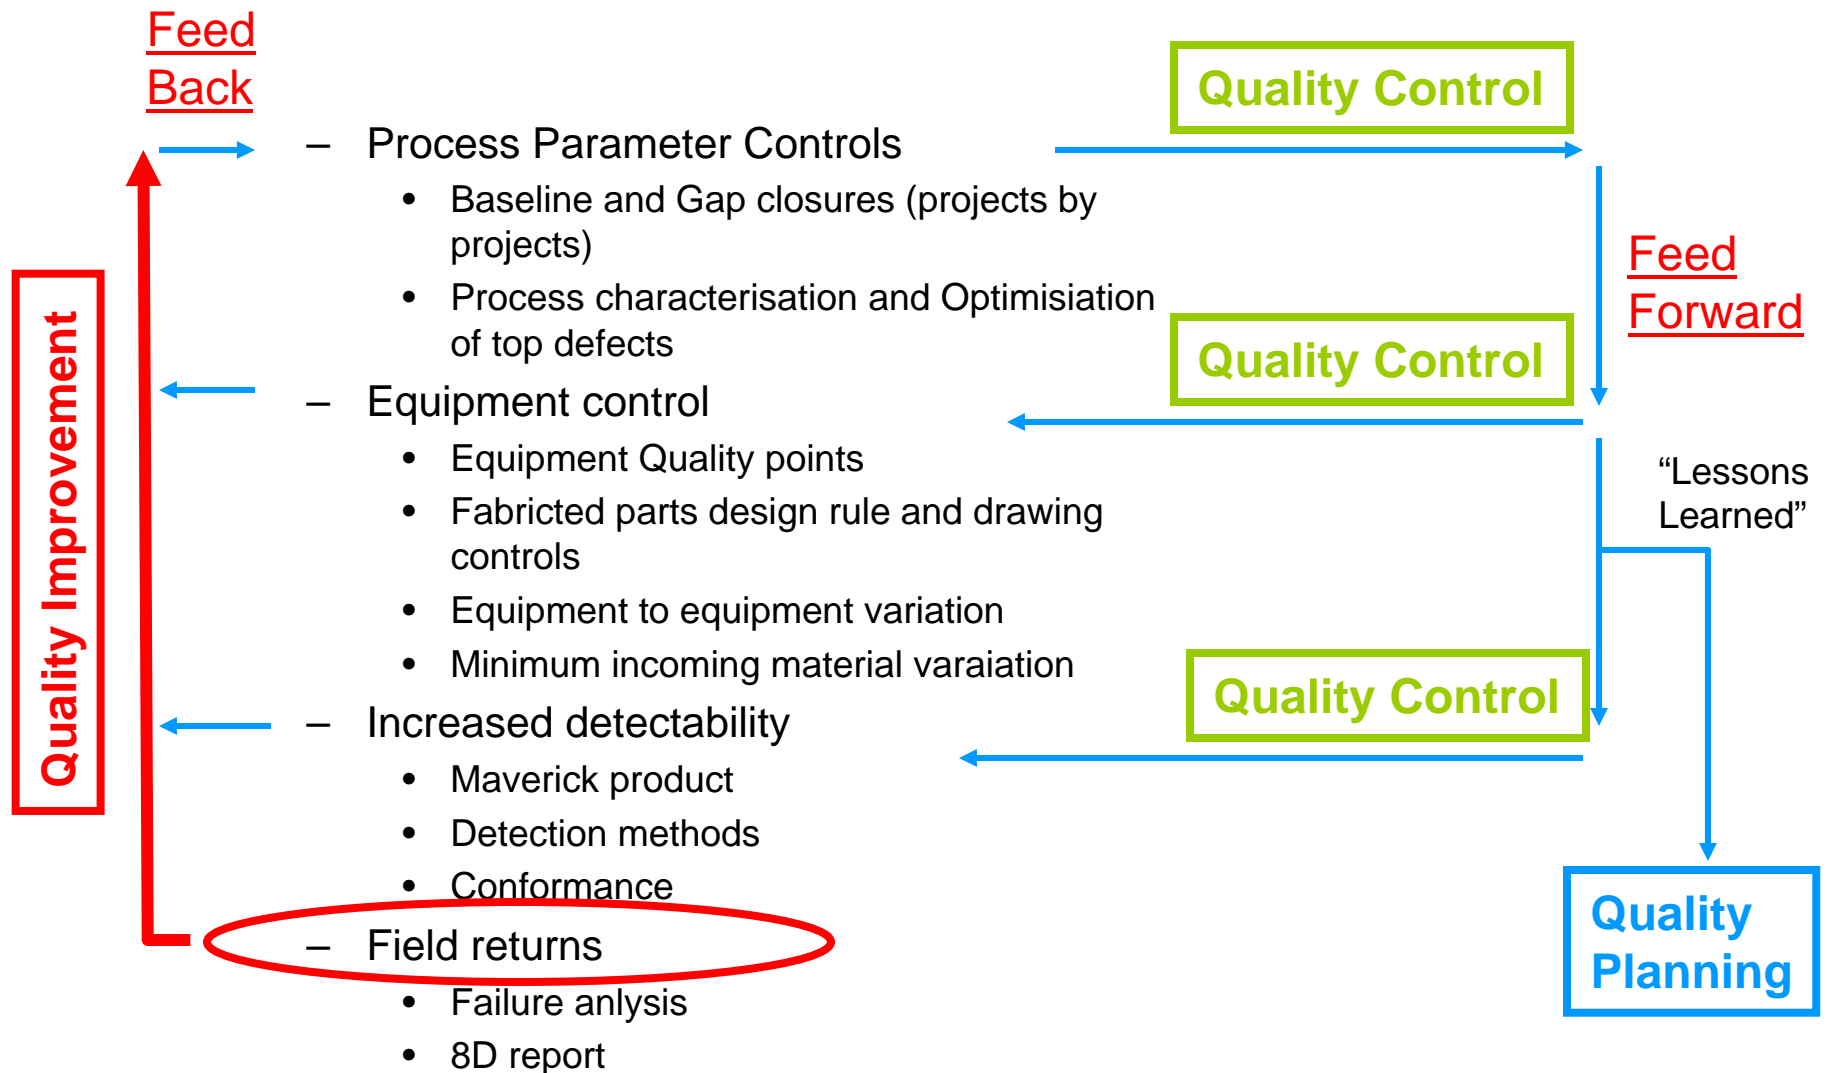 Feed
Back
Quality Control
– Process Parameter Controls
• Baseline and Gap closures (projects by
projects)
• Process characterisation and Optimisiation
of top defects
Feed
Forward
Quality Control
– Equipment control
• Equipment Quality points
• Fabricted parts design rule and drawing
controls
• Equipment to equipment variation
• Minimum incoming material varaiation
“Lessons
Learned”
Quality Improvement
Quality Control
– Increased detectability
• Maverick product
• Detection methods
• Conformance
– Field returns
• Failure anlysis
• 8D report
Quality
Planning